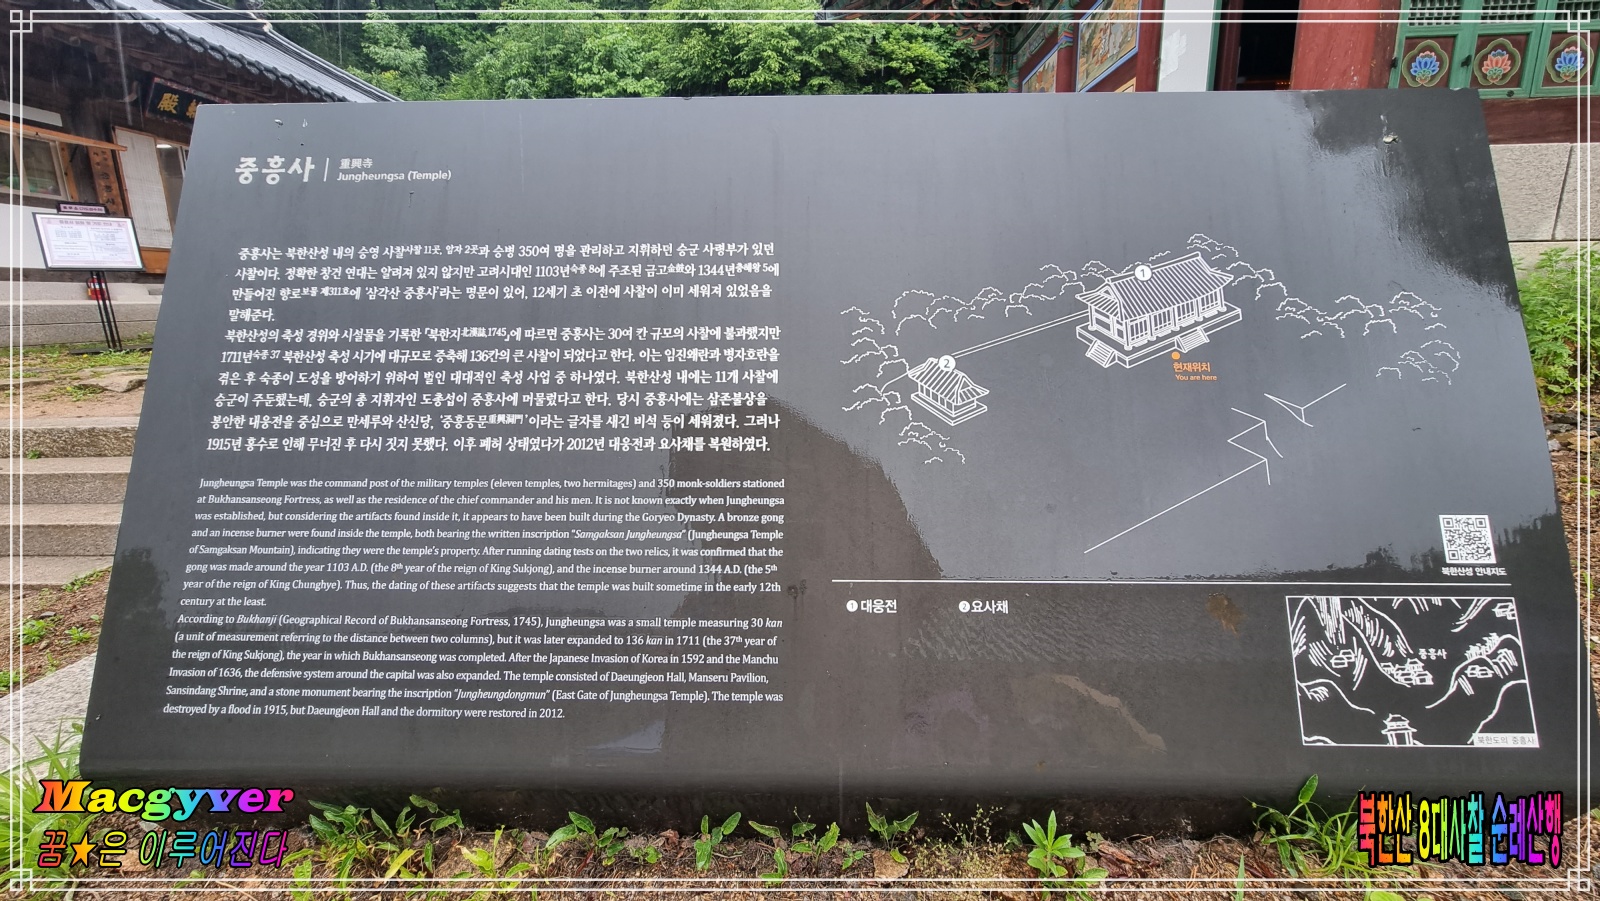 殿
중흥사
重興寺
Jungheungsa (Temple)
중흥사는 북한산성 내의 승영 사찰사찰 11곳, 암자 2곳과 승병 350여 명을 관리하고 지휘하던 승군 사령부가 있던
사찰이다. 정확한 창건 연대는 알려져 있지 않지만 고려시대인 1103년숙종 8에 주조된 금고金鼓와 1344년충혜왕 5에
만들어진 향로보물 제311호에 '삼각산 중흥사'라는 명문이 있어, 12세기 초 이전에 사찰이 이미 세워져 있었음을
말해준다.
북한산성의 축성 경위와 시설물을 기록한 「북한지北漢誌, 1745」에 따르면 중흥사는 30여 칸 규모의 사찰에 불과했지만
1711년숙종 37 북한산성 축성 시기에 대규모로 중축해 136칸의 큰 사찰이 되었다고 한다. 이는 임진왜란과 병자호란을
겪은 후 숙종이 도성을 방어하기 위하여 벌인 대대적인 축성 사업 중 하나였다. 북한산성 내에는 11개 사찰에
승군이 주둔했는데, 승군의 총 지휘자인 도총섭이 중흥사에 머물렀다고 한다. 당시 중흥사에는 삼존불상을
봉안한 대웅전을 중심으로 만세루와 산신당, '중흥동문重興洞門'이라는 글자를 새긴 비석 등이 세워졌다. 그러나
1915년 홍수로 인해 무너진 후 다시 짓지 못했다. 이후 폐허 상태였다가 2012년 대웅전과 요사채를 복원하였다.
Jungheungsa Temple was the command post of the military temples (eleven temples, two hermitages) and 350 monk-soldiers stationed
at Bukhansanseong Fortress, as well as the residence of the chief commander and his men. It is not known exactly when Jungheungsa
was established, but considering the artifacts found inside it, it appears to have been built during the Goryeo Dynasty. A bronze gong
and an incense burner were found inside the temple, both bearing the written inscription "Samgaksan Jungheungsa" (Jungheungsa Temple
of Samgaksan Mountain), indicating they were the temple's property. After running dating tests on the two relics, it was confirmed that the
gong was made around the year 1103 A.D. (the 8th year of the reign of King Sukjong), and the incense burner around 1344 A.D. (the 5th
year of the reign of King Chunghye). Thus, the dating of these artifacts suggests that the temple was built sometime in the early 12th
century at the least.
According to Bukhanji (Geographical Record of Bukhansanseong Fortress, 1745), Jungheungsa was a small temple measuring 30 kan
(a unit of measurement referring to the distance between two columns), but it was later expanded to 136 kan in 1711 (the 37th year of
the reign of King Sukjong), the year in which Bukhansanseong was completed. After the Japanese Invasion of Korea in 1592 and the Manchu
Invasion of 1636, the defensive system around the capital was also expanded. The temple consisted of Daeungjeon Hall, Manseru Pavilion,
Sansindang Shrine, and a stone monument bearing the inscription "Jungheungdongmun" (East Gate of Jungheungsa Temple). The temple was
destroyed by a flood in 1915, but Daeungjeon Hall and the dormitory were restored in 2012.
1
2
현재위치
You are here
북한산성 안내지도
❶ 대웅전 ❷ 요사채
중흥사
북한도의 중흥사
Macgyver
꿈★은 이루어진다
북한산 8대사찰 순례산행